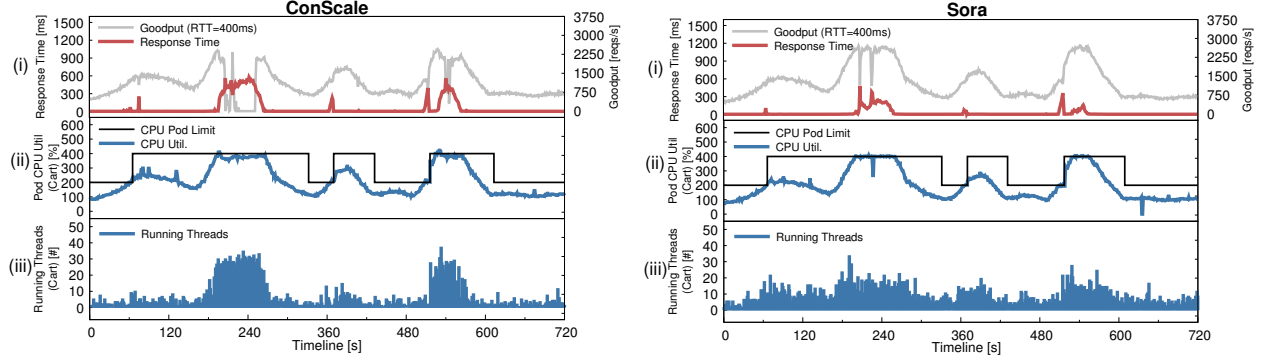 ConScale
Response Time [ms]
1500
1200
900
600
300
0
Goodput (RTT=400ms)
Response Time
3750
3000
2250
1500
750
0
Goodput [reqs/s]
(i)
Pod CPU Util
(Cart) [%]
600
500
400
300
200
100
0
CPU Pod Limit
CPU Util.
(ii)
Running Threads
(Cart) [#]
50
40
30
20
10
0
Running Threads
(iii)
0 120 240 360 480 600 720
Timeline [s]
Sora
Response Time [ms]
1500
1200
900
600
300
0
Goodput (RTT=400ms)
Response Time
3750
3000
2250
1500
750
0
Goodput [reqs/s]
(i)
Pod CPU Util
(Cart) [%]
600
500
400
300
200
100
0
CPU Pod Limit
CPU Util.
(ii)
Running Threads
(Cart) [#]
50
40
30
20
10
0
Running Threads
(iii)
0 120 240 360 480 600 720
Timeline [s]